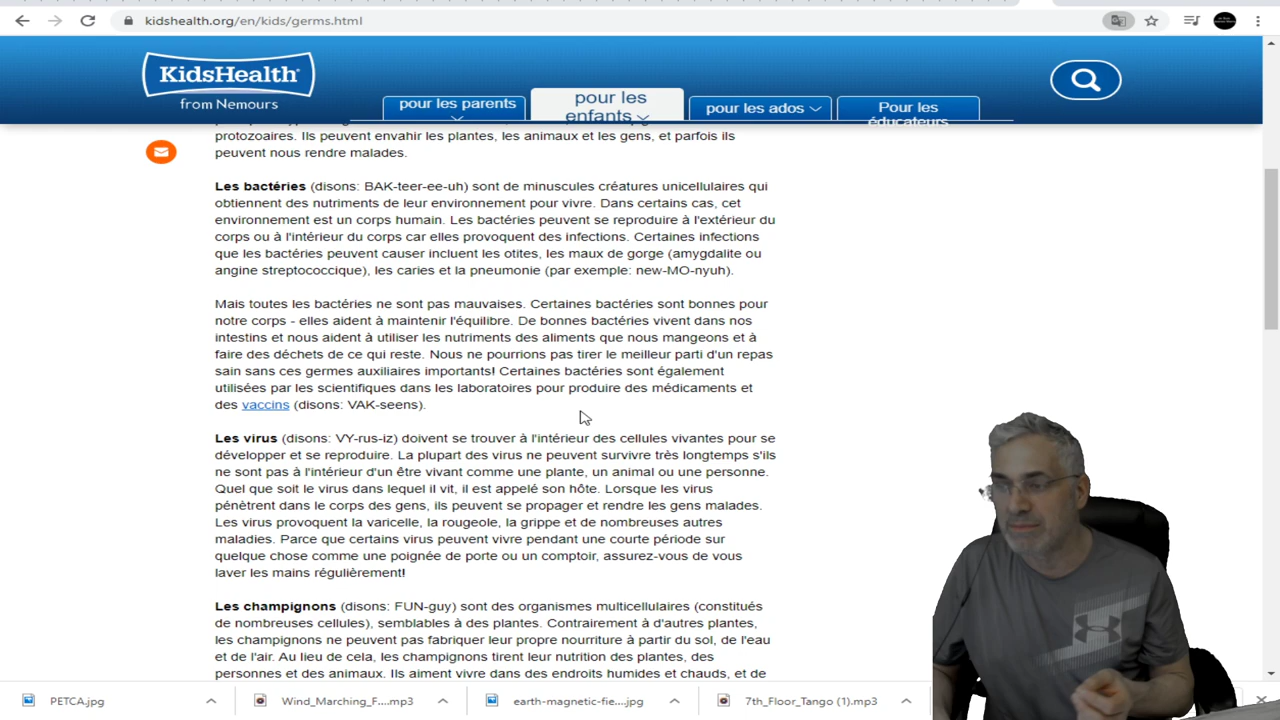 kidshealth.org/en/kids/germs.html
KidsHealth
from Nemours
pour les parents
pour les enfants
pour les ados
Pour les éducateurs
protozoaires. Ils peuvent envahir les plantes, les animaux et les gens, et parfois ils
peuvent nous rendre malades.
Les bactéries (disons: BAK-teer-ee-uh) sont de minuscules créatures unicellulaires qui
obtiennent des nutriments de leur environnement pour vivre. Dans certains cas, cet
environnement est un corps humain. Les bactéries peuvent se reproduire à l'extérieur du
corps ou à l'intérieur du corps car elles provoquent des infections. Certaines infections
que les bactéries peuvent causer incluent les otites, les maux de gorge (amygdalite ou
angine streptococcique), les caries et la pneumonie (par exemple: new-MO-nyuh).
Mais toutes les bactéries ne sont pas mauvaises. Certaines bactéries sont bonnes pour
notre corps - elles aident à maintenir l'équilibre. De bonnes bactéries vivent dans nos
intestins et nous aident à utiliser les nutriments des aliments que nous mangeons et à
faire des déchets de ce qui reste. Nous ne pourrions pas tirer le meilleur parti d'un repas
sain sans ces germes auxiliaires importants! Certaines bactéries sont également
utilisées par les scientifiques dans les laboratoires pour produire des médicaments et
des vaccins (disons: VAK-seens).
Les virus (disons: VY-rus-iz) doivent se trouver à l'intérieur des cellules vivantes pour se
développer et se reproduire. La plupart des virus ne peuvent survivre très longtemps s'ils
ne sont pas à l'intérieur d'un être vivant comme une plante, un animal ou une personne.
Quel que soit le virus dans lequel il vit, il est appelé son hôte. Lorsque les virus
pénètrent dans le corps des gens, ils peuvent se propager et rendre les gens malades.
Les virus provoquent la varicelle, la rougeole, la grippe et de nombreuses autres
maladies. Parce que certains virus peuvent vivre pendant une courte période sur
quelque chose comme une poignée de porte ou un comptoir, assurez-vous de vous
laver les mains régulièrement!
Les champignons (disons: FUN-guy) sont des organismes multicellulaires (constitués
de nombreuses cellules), semblables à des plantes. Contrairement à d'autres plantes,
les champignons ne peuvent pas fabriquer leur propre nourriture à partir du sol, de l'eau
et de l'air. Au lieu de cela, les champignons tirent leur nutrition des plantes, des
personnes et des animaux. Ils aiment vivre dans des endroits humides et chauds, et de
PETCA.jpg
Wind_Marching_F....mp3
earth-magnetic-fie....jpg
7th_Floor_Tango (1).mp3